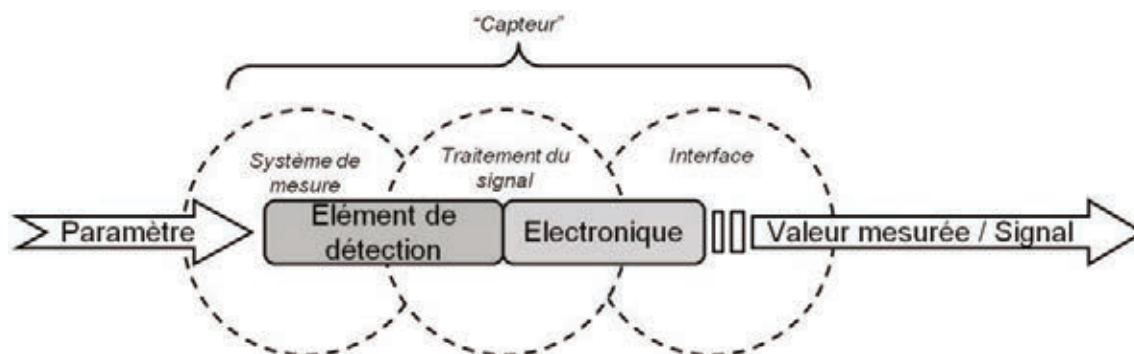 “Capteur”
Système de
mesure
Traitement du
signal
Interface
Paramètre
Elément de
détection
Electronique
Valeur mesurée / Signal